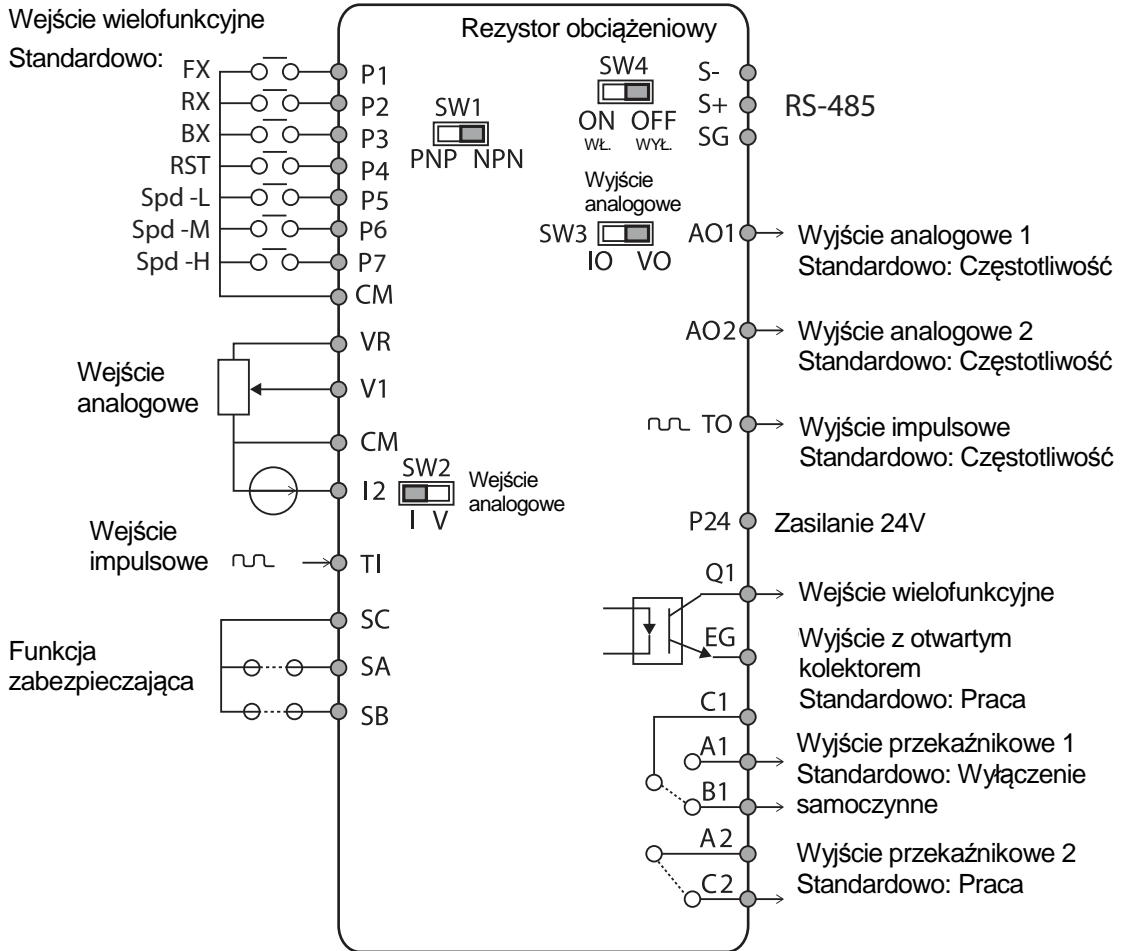 Wejście wielofunkcyjne
Standardowo:
FX
P1
RX
P2
BX
P3
RST
P4
Spd -L
P5
Spd -M
P6
Spd -H
P7
CM
VR
Wejście
analogowe
V1
CM
I2
SW2
I V
Wejście
analogowe
Wejście
impulsowe
TI
SC
Funkcja
zabezpieczająca
SA
SB
Rezystor obciążeniowy
SW1
PNP NPN
SW4
ON OFF
WŁ. WYŁ.
S-
S+
SG
RS-485
Wyjście
analogowe
SW3
IO VO
AO1
Wyjście analogowe 1
Standardowo: Częstotliwość
AO2
Wyjście analogowe 2
Standardowo: Częstotliwość
TO
Wyjście impulsowe
Standardowo: Częstotliwość
P24
Zasilanie 24V
Q1
Wejście wielofunkcyjne
EG
Wyjście z otwartym
kolektorem
Standardowo: Praca
C1
A1
B1
Wyjście przekaźnikowe 1
Standardowo: Wyłączenie
samoczynne
A2
C2
Wyjście przekaźnikowe 2
Standardowo: Praca